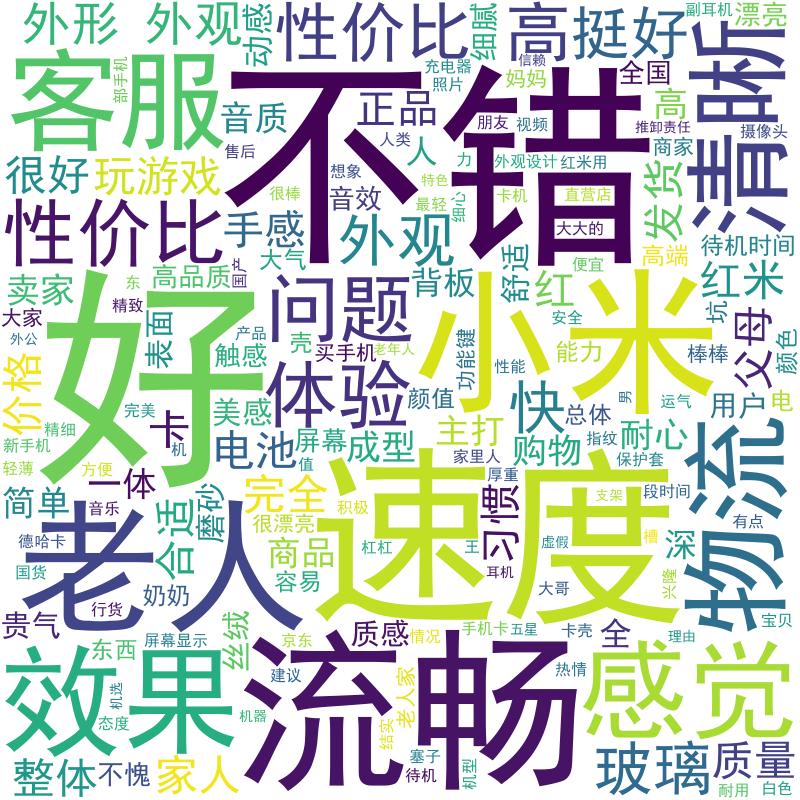 外形
外观
动感
性价比
细腻
高
挺好
副耳机
漂亮
客服
部手机
不错
充电器
信赖
照片
妈妈
全国
清晰
音质
正品
高
朋友
视频
推卸责任
摄像头
人类
人
力
外观设计
红米用
商家
售后
很好
玩游戏
想象
音效
很棒
特色
最轻
细心
卡机
直营店
发货
性价比
手感
外观
大大的
待机时间
大气
便宜
高端
舒适
卖家
高品质
东
国产
问题
背板
红
红米
大家
精致
表面
好
小米
坑
外公
触感
产品
壳
买手机
老年人
功能键
安全
能力
棒棒
父母
颜色
价格
美感
体验
颜值
性能
快
男
运气
用户
电
完美
卡
机
总体
新手机
精细
电池
值
屏幕
成型
主打
购物
指纹
耐心
轻薄
方便
家里人
保护套
一体
完全
速度
厚重
物流
简单
合适
磨砂
音乐
积极
习惯
支架
段时间
老人
很漂亮
有点
德哈卡
商品
杠杠
王
虚假
槽
深
国货
容易
耳机
奶奶
大哥
兴隆
贵气
行货
丝绒
京东
质感
情况
手机卡
五星
卡壳
全
宝贝
东西
屏幕显示
理由
效果
流畅
感觉
建议
老人家
热情
机选
态度
机器
结实
玻璃
质量
整体
不愧
家人
塞子
待机
机型
耐用
白色